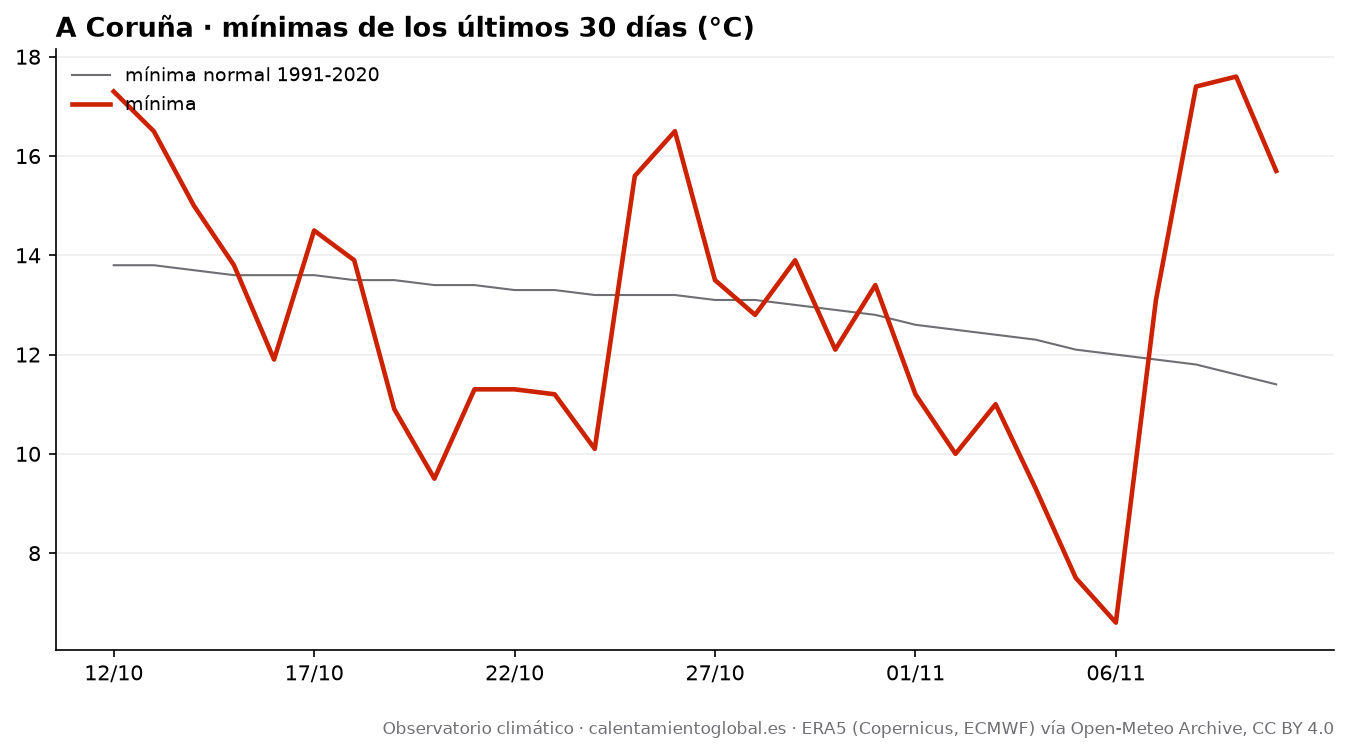 A Coruña · mínimas de los últimos 30 días (°C)
18
mínima normal 1991-2020
mínima
16
14
12
10
8
12/10 17/10 22/10 27/10 01/11 06/11
Observatorio climático · calentamientoglobal.es · ERA5 (Copernicus, ECMWF) vía Open-Meteo Archive, CC BY 4.0